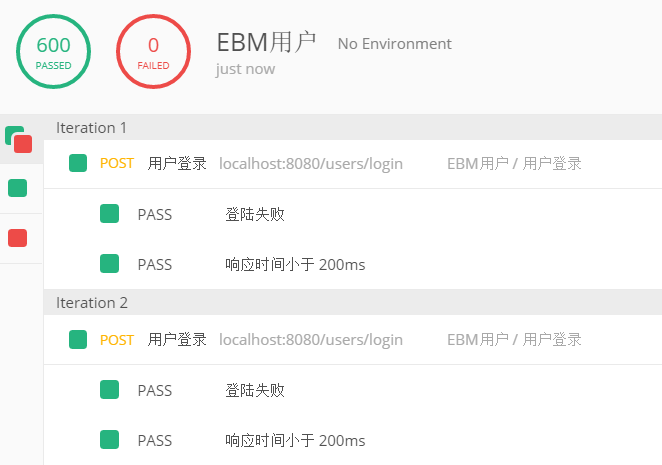 600
PASSED
0
FAILED
EBM用户 No Environment
just now
Iteration 1
POST 用户登录 localhost:8080/users/login EBM用户 / 用户登录
PASS 登陆失败
PASS 响应时间小于 200ms
Iteration 2
POST 用户登录 localhost:8080/users/login EBM用户 / 用户登录
PASS 登陆失败
PASS 响应时间小于 200ms